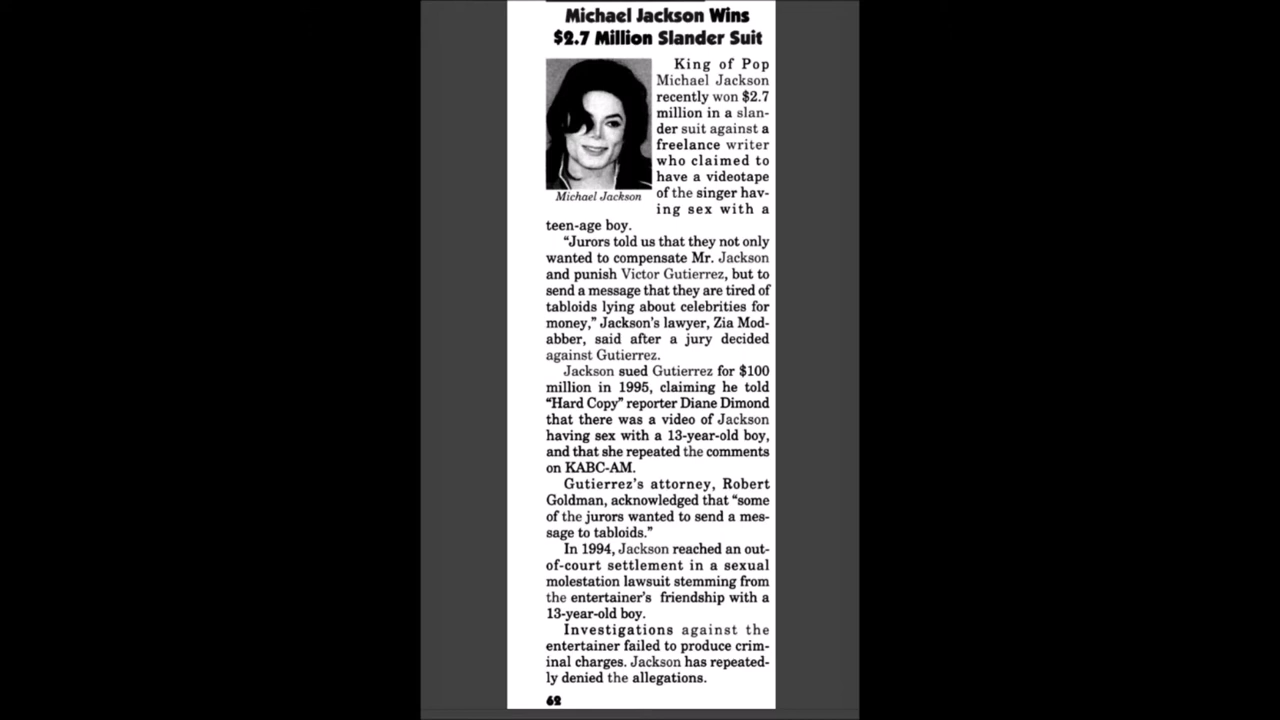 Michael Jackson Wins
$2.7 Million Slander Suit
King of Pop
Michael Jackson
recently won $2.7
million in a slan-
der suit against a
freelance writer
who claimed to
have a videotape
of the singer hav-
ing sex with a
Michael Jackson
teen-age boy.
“Jurors told us that they not only
wanted to compensate Mr. Jackson
and punish Victor Gutierrez, but to
send a message that they are tired of
tabloids lying about celebrities for
money,” Jackson’s lawyer, Zia Mod-
abber, said after a jury decided
against Gutierrez.
Jackson sued Gutierrez for $100
million in 1995, claiming he told
“Hard Copy” reporter Diane Dimond
that there was a video of Jackson
having sex with a 13-year-old boy,
and that she repeated the comments
on KABC-AM.
Gutierrez’s attorney, Robert
Goldman, acknowledged that “some
of the jurors wanted to send a mes-
sage to tabloids.”
In 1994, Jackson reached an out-
of-court settlement in a sexual
molestation lawsuit stemming from
the entertainer’s friendship with a
13-year-old boy.
Investigations against the
entertainer failed to produce crim-
inal charges. Jackson has repeated-
ly denied the allegations.
62